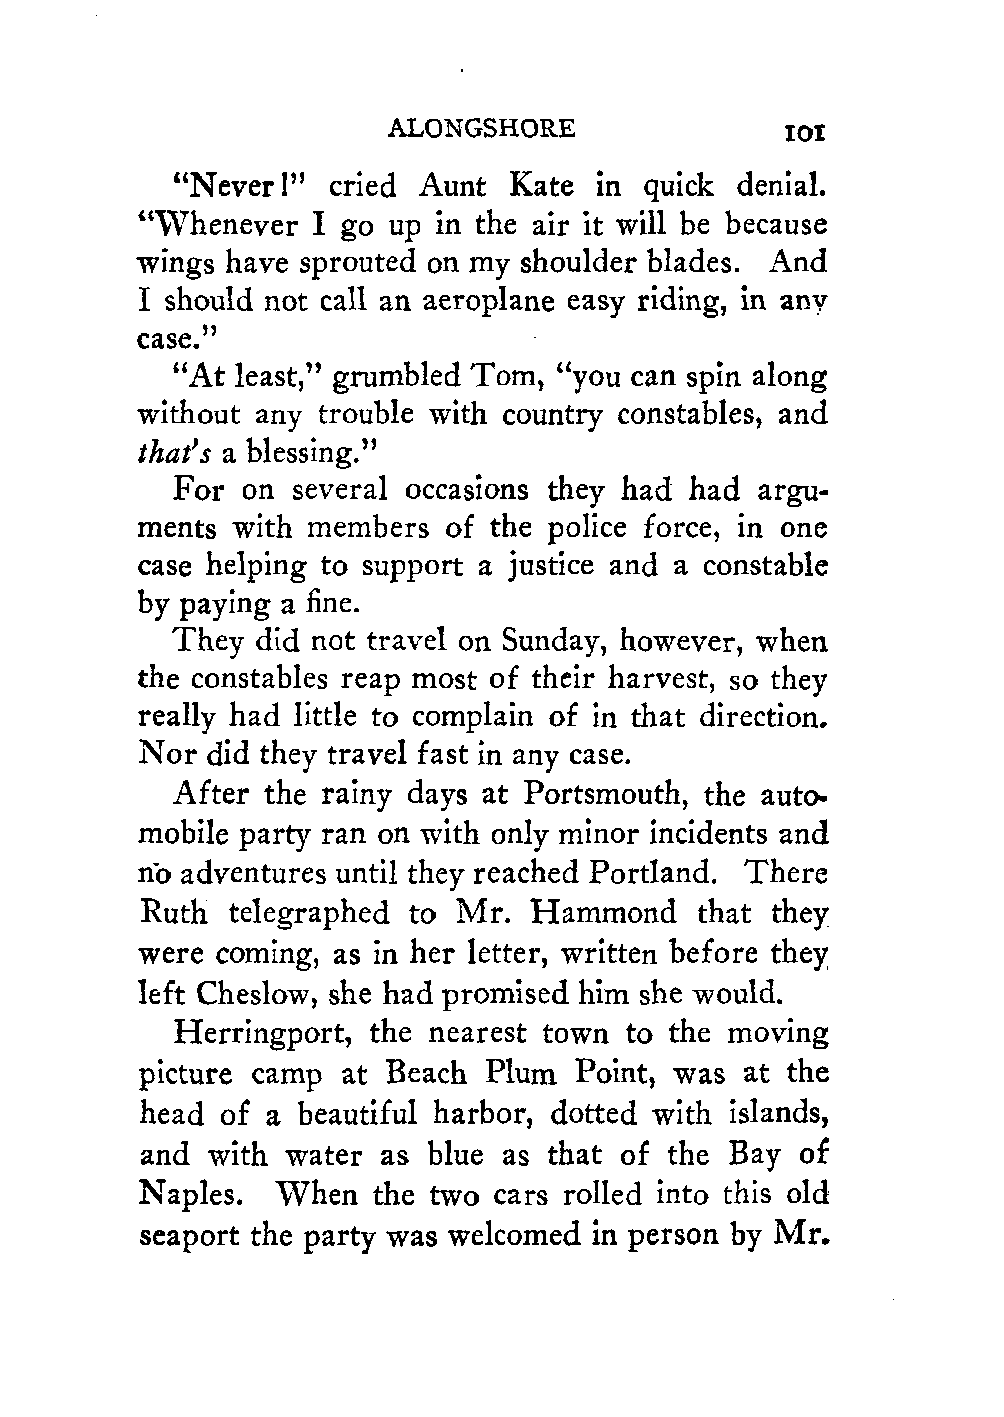 ALONGSHORE 101
"Never!" cried Aunt Kate in quick denial.
"Whenever I go up in the air it will be because
wings have sprouted on my shoulder blades. And
I should not call an aeroplane easy riding, in any
case."
"At least," grumbled Tom, "you can spin along
without any trouble with country constables, and
that's a blessing."
For on several occasions they had had argu-
ments with members of the police force, in one
case helping to support a justice and a constable
by paying a fine.
They did not travel on Sunday, however, when
the constables reap most of their harvest, so they
really had little to complain of in that direction.
Nor did they travel fast in any case.
After the rainy days at Portsmouth, the auto-
mobile party ran on with only minor incidents and
no adventures until they reached Portland. There
Ruth telegraphed to Mr. Hammond that they
were coming, as in her letter, written before they
left Cheslow, she had promised him she would.
Herringport, the nearest town to the moving
picture camp at Beach Plum Point, was at the
head of a beautiful harbor, dotted with islands,
and with water as blue as that of the Bay of
Naples. When the two cars rolled into this old
seaport the party was welcomed in person by Mr.